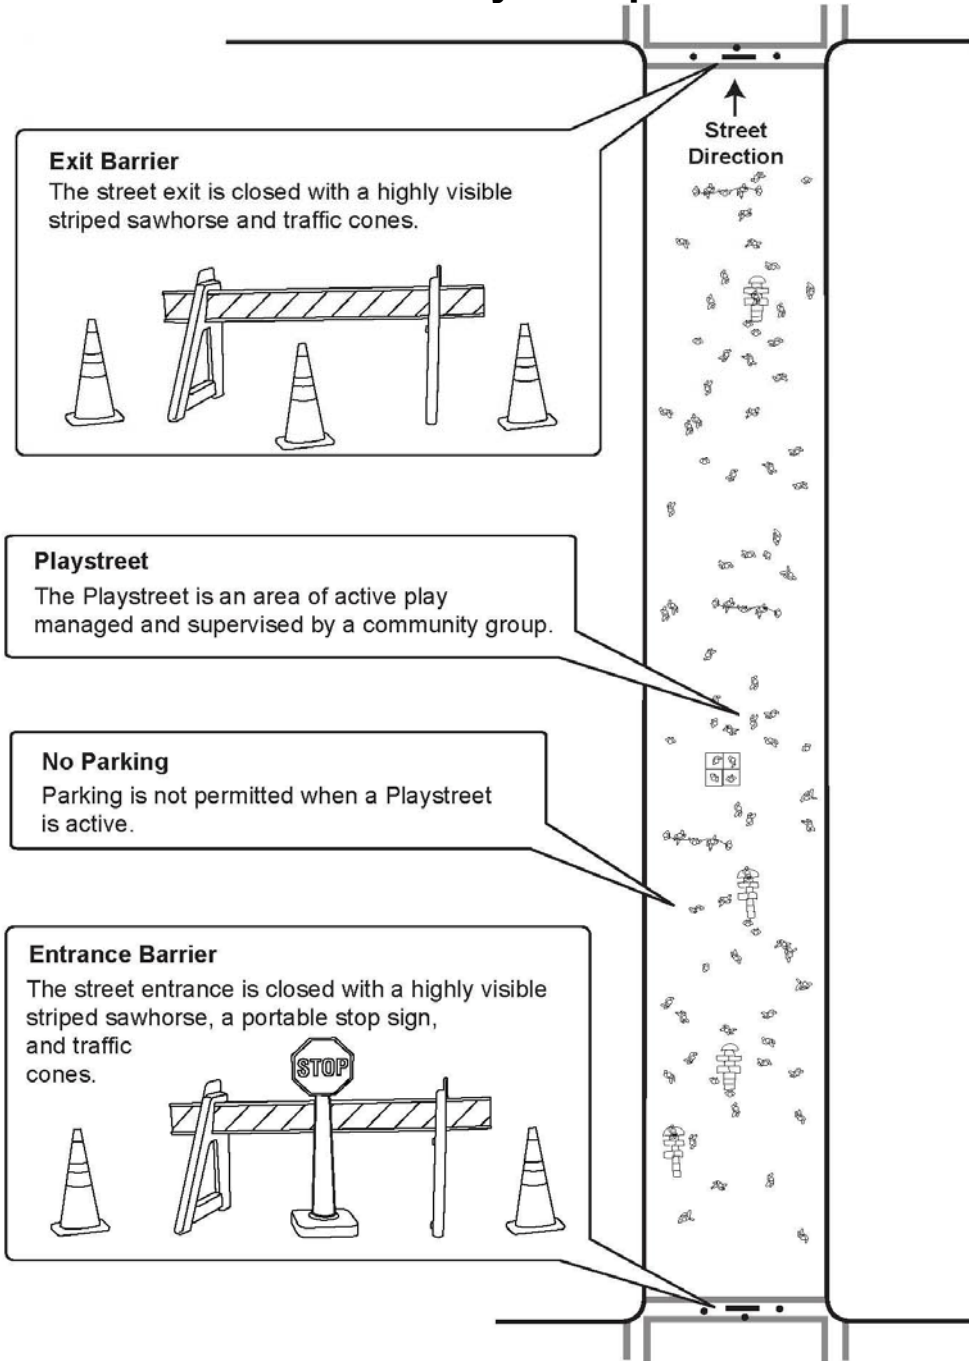 Street
Direction
Exit Barrier
The street exit is closed with a highly visible
striped sawhorse and traffic cones.
Playstreet
The Playstreet is an area of active play
managed and supervised by a community group.
No Parking
Parking is not permitted when a Playstreet
is active.
Entrance Barrier
The street entrance is closed with a highly visible
striped sawhorse, a portable stop sign,
and traffic
cones.
STOP